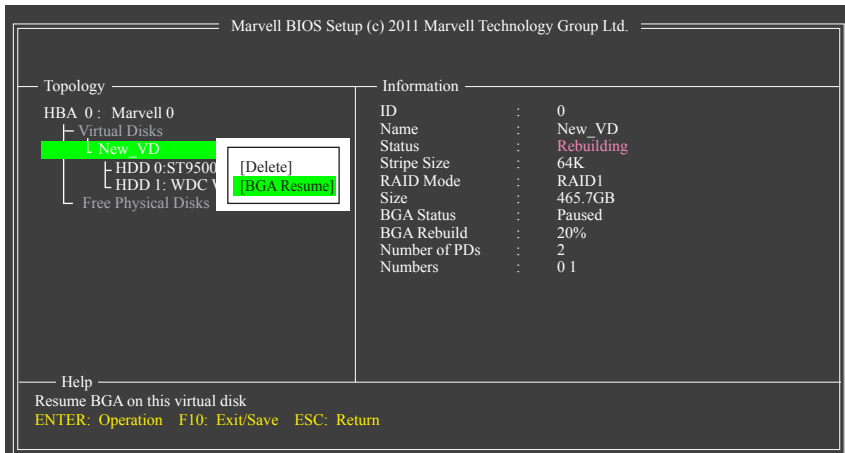 Marvell BIOS Setup (c) 2011 Marvell Technology Group Ltd.
Topology
HBA 0 : Marvell 0
Virtual Disks
New_VD
HDD 0:ST9500
HDD 1: WDC
Free Physical Disks
[Delete]
[BGA Resume]
Information
ID : 0
Name : New_VD
Status : Rebuilding
Stripe Size : 64K
RAID Mode : RAID1
Size : 465.7GB
BGA Status : Paused
BGA Rebuild : 20%
Number of PDs : 2
Numbers : 0 1
Help
Resume BGA on this virtual disk
ENTER: Operation F10: Exit/Save ESC: Return